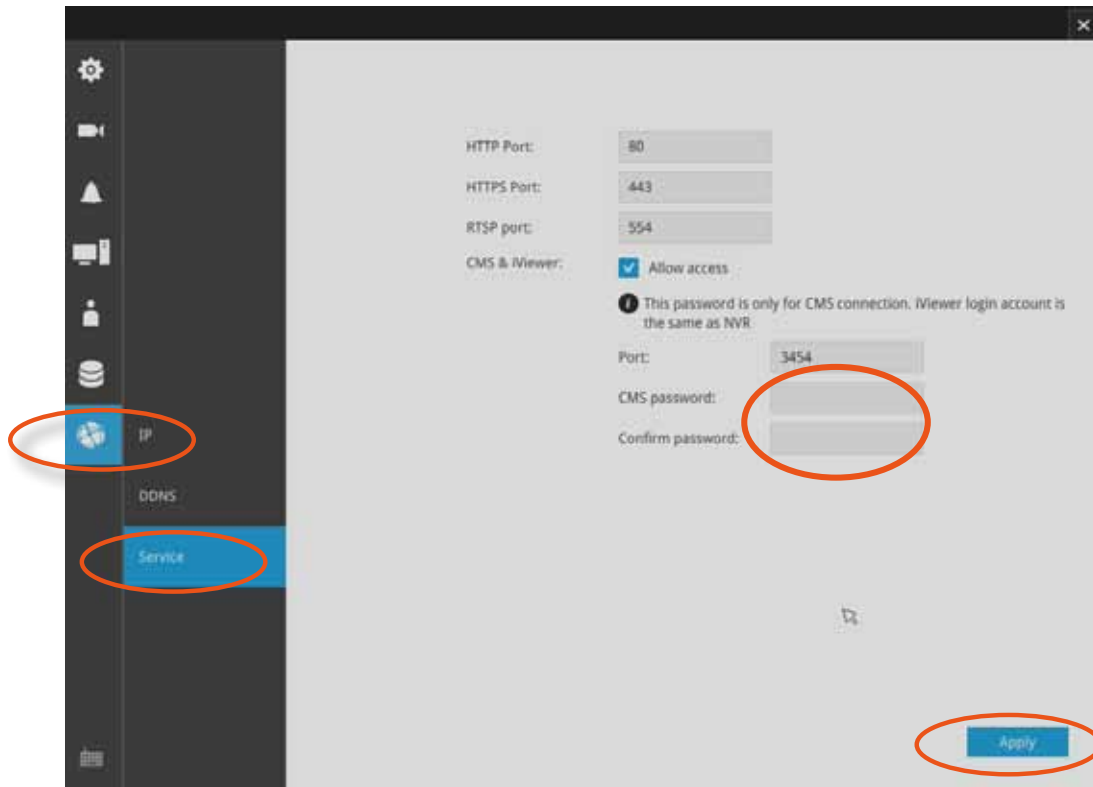 HTTP Port: 80
HTTPS Port: 443
RTSP port: 554
CMS & iViewer: Allow access
i This password is only for CMS connection. iViewer login account is
the same as NVR
Port: 3454
CMS password:
Confirm password:
IP
DDNS
Service
Apply